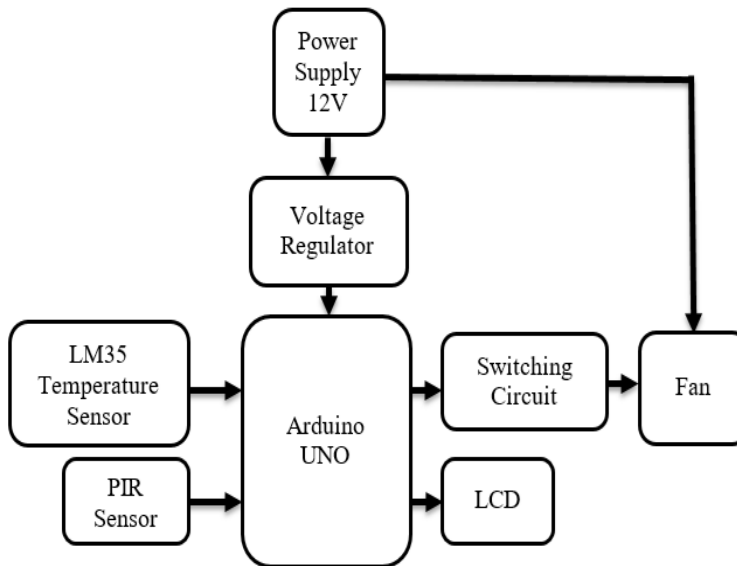 Power
Supply
12V
Voltage
Regulator
LM35
Temperature
Sensor
PIR
Sensor
Arduino
UNO
Switching
Circuit
LCD
Fan